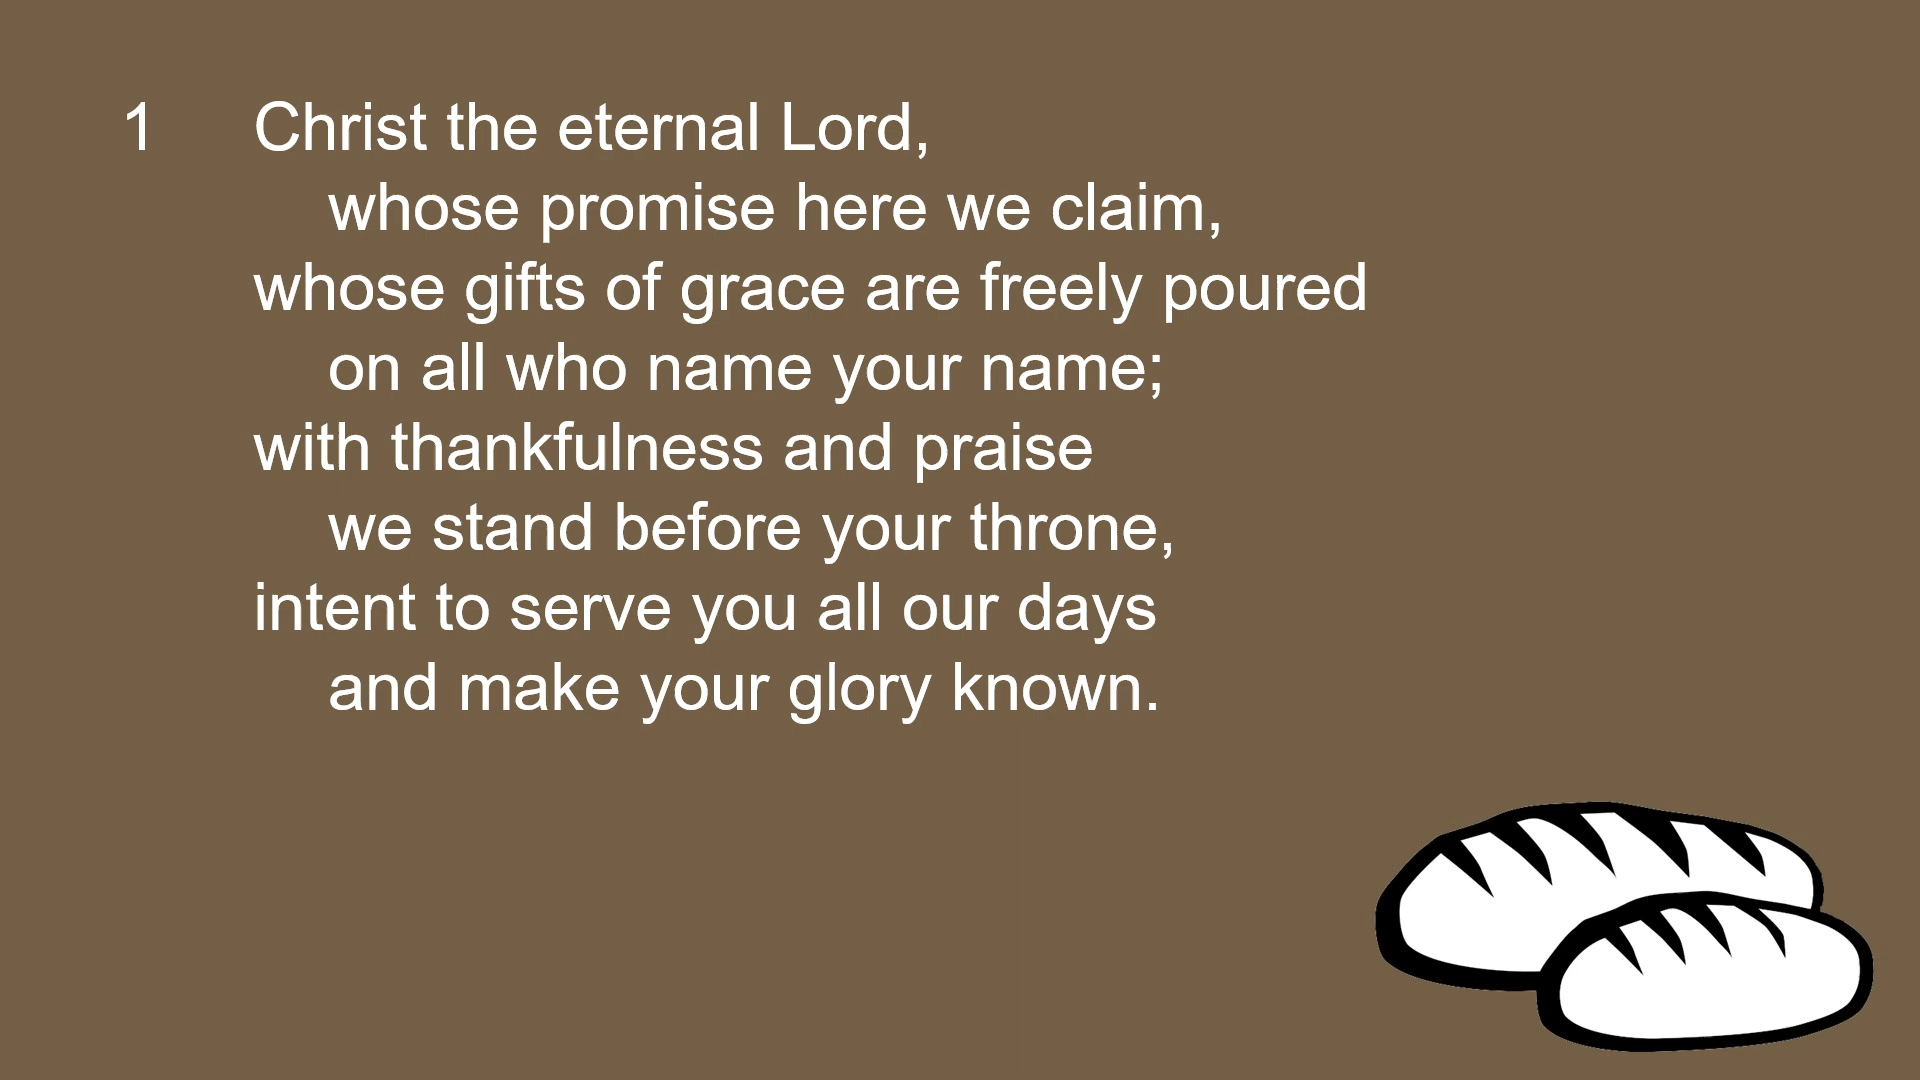 1 Christ the eternal Lord,
whose promise here we claim,
whose gifts of grace are freely poured
on all who name your name;
with thankfulness and praise
we stand before your throne,
intent to serve you all our days
and make your glory known.